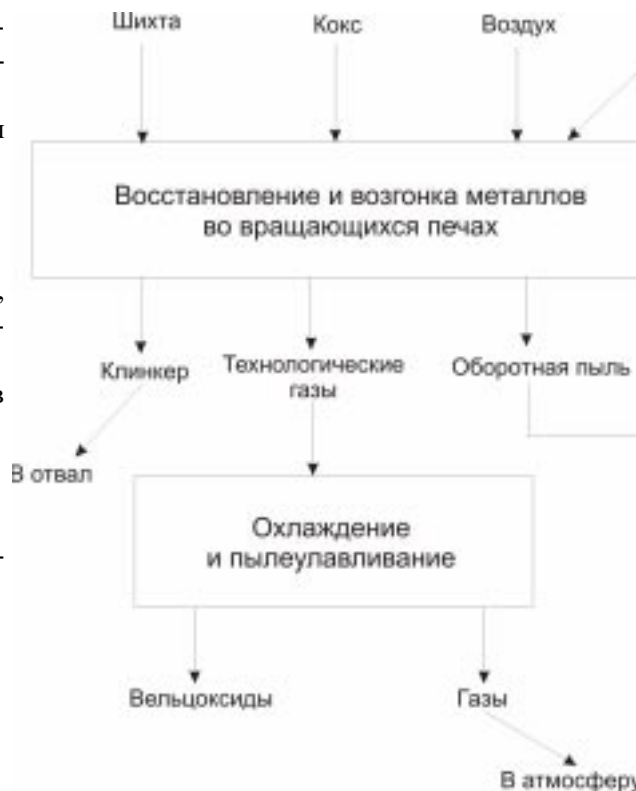 Шихта
Кокс
Воздух
Восстановление и возгонка металлов
во вращающихся печах
Клинкер
Технологические
газы
Оборотная пыль
В отвал
Охлаждение
и пылеулавливание
Вельцоксиды
Газы
В атмосферу